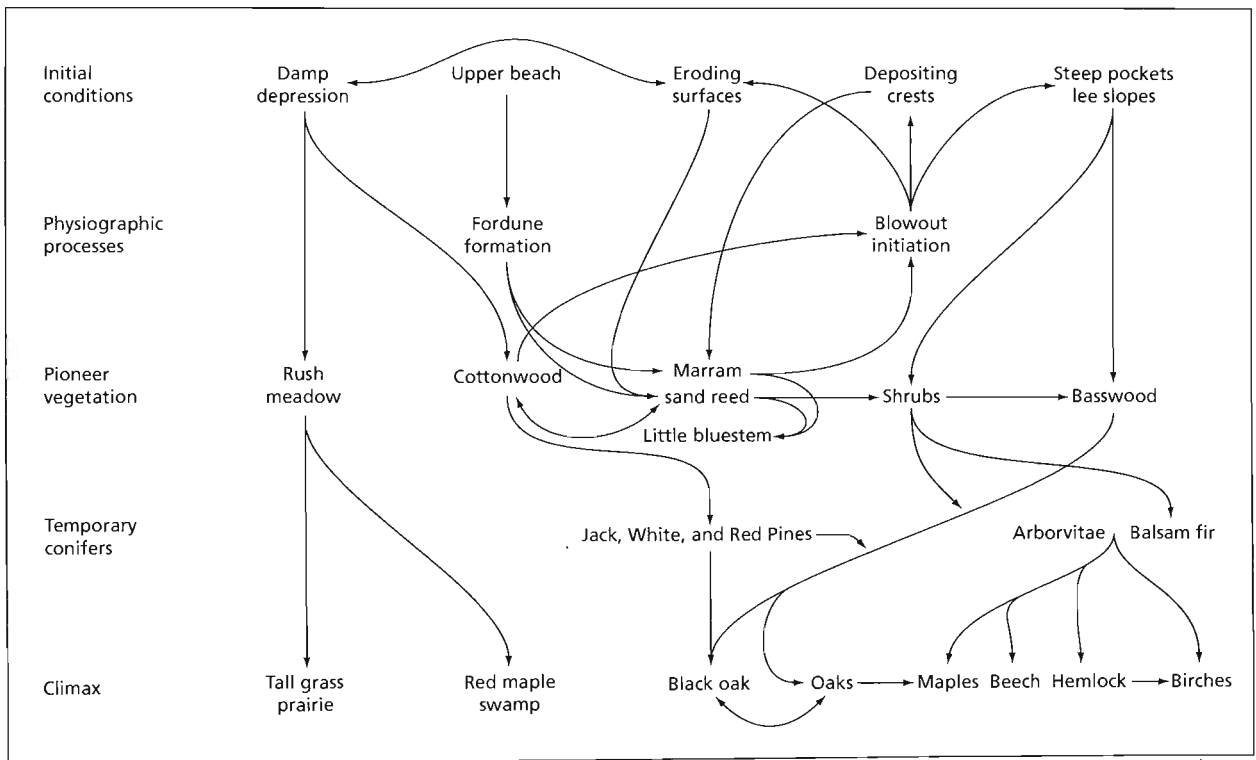 Initial
conditions
Damp
depression
Upper beach
Eroding
surfaces
Depositing
crests
Steep pockets
lee slopes
Physiographic
processes
Fordune
formation
Blowout
initiation
Pioneer
vegetation
Rush
meadow
Cottonwood
Marram
sand reed
Little bluestem
Shrubs
Basswood
Temporary
conifers
Jack, White, and Red Pines
Arborvitae
Balsam fir
Climax
Tall grass
prairie
Red maple
swamp
Black oak
Oaks
Maples
Beech
Hemlock
Birches